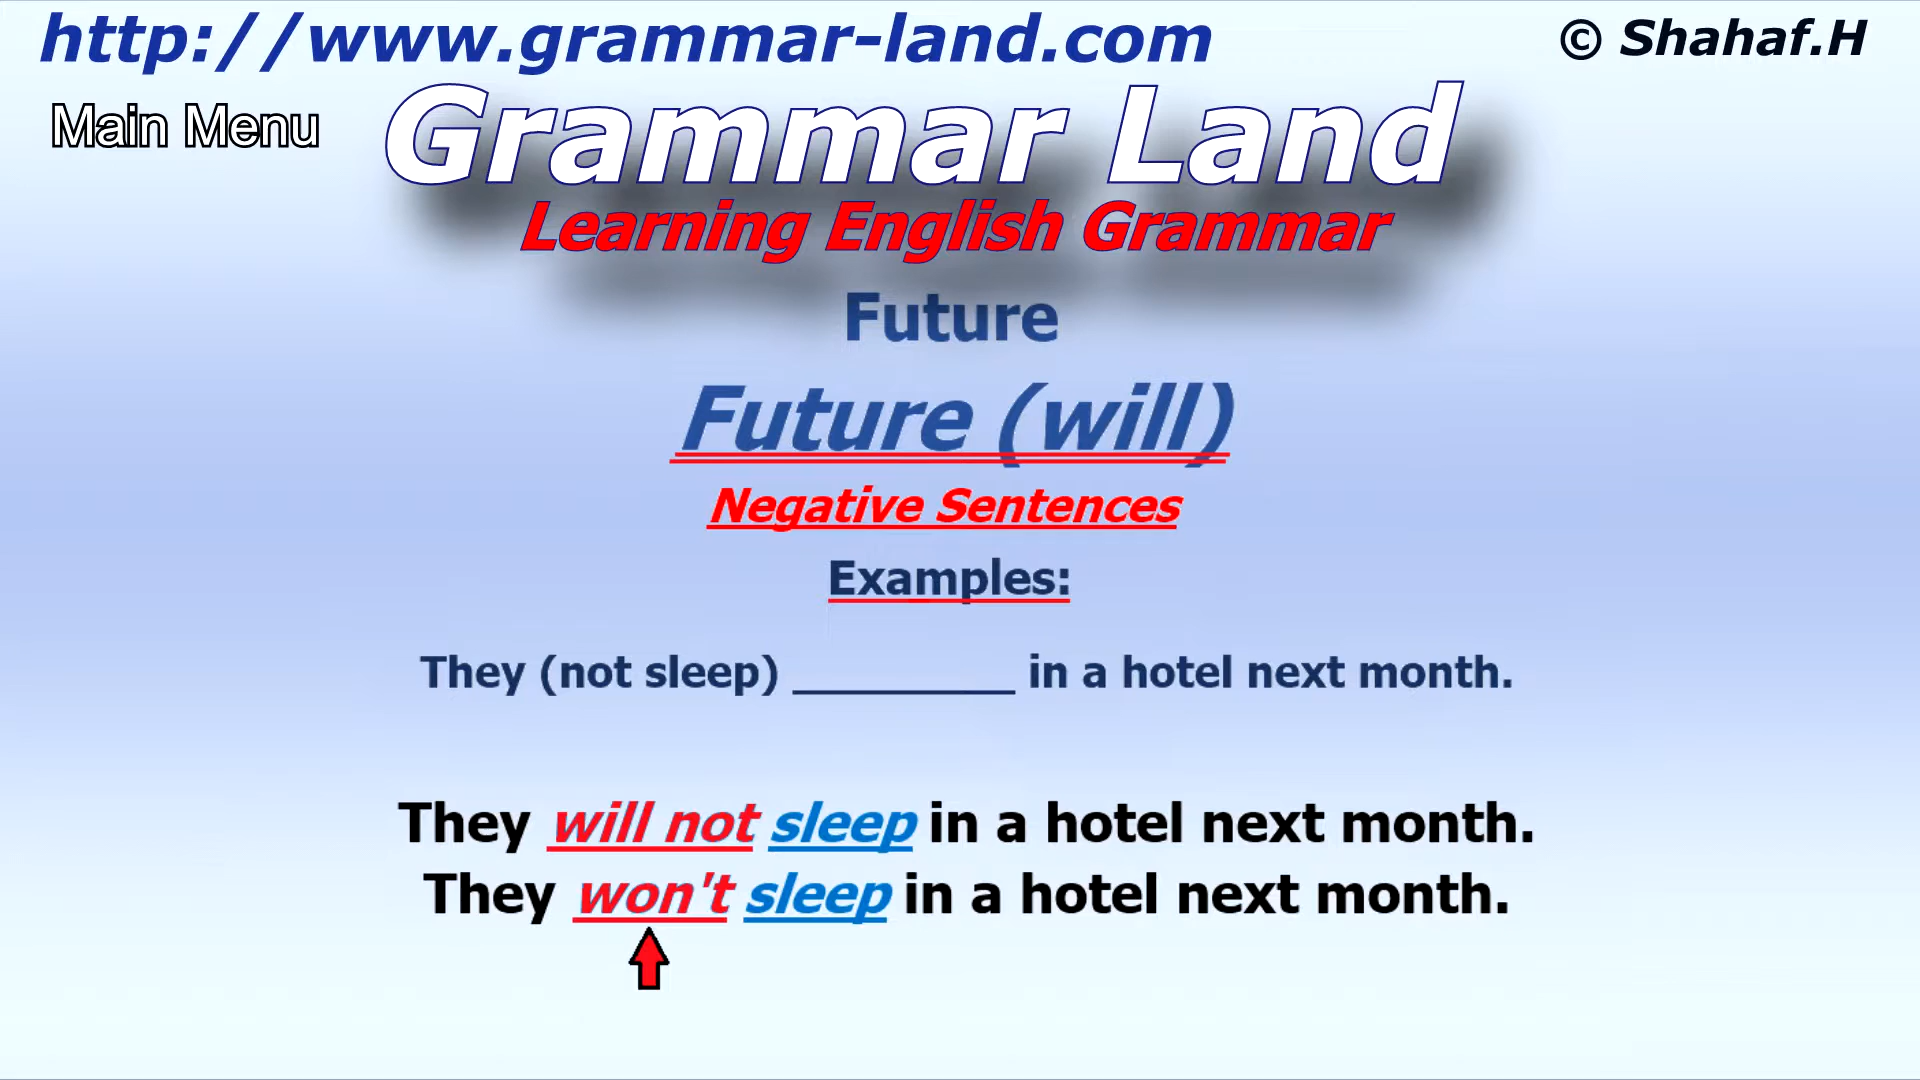 http://www.grammar-land.com
© Shahaf.H
Main Menu
Grammar Land
Learning English Grammar
Future
Future (will)
Negative Sentences
Examples:
They (not sleep) ________ in a hotel next month.
They will not sleep in a hotel next month.
They won't sleep in a hotel next month.